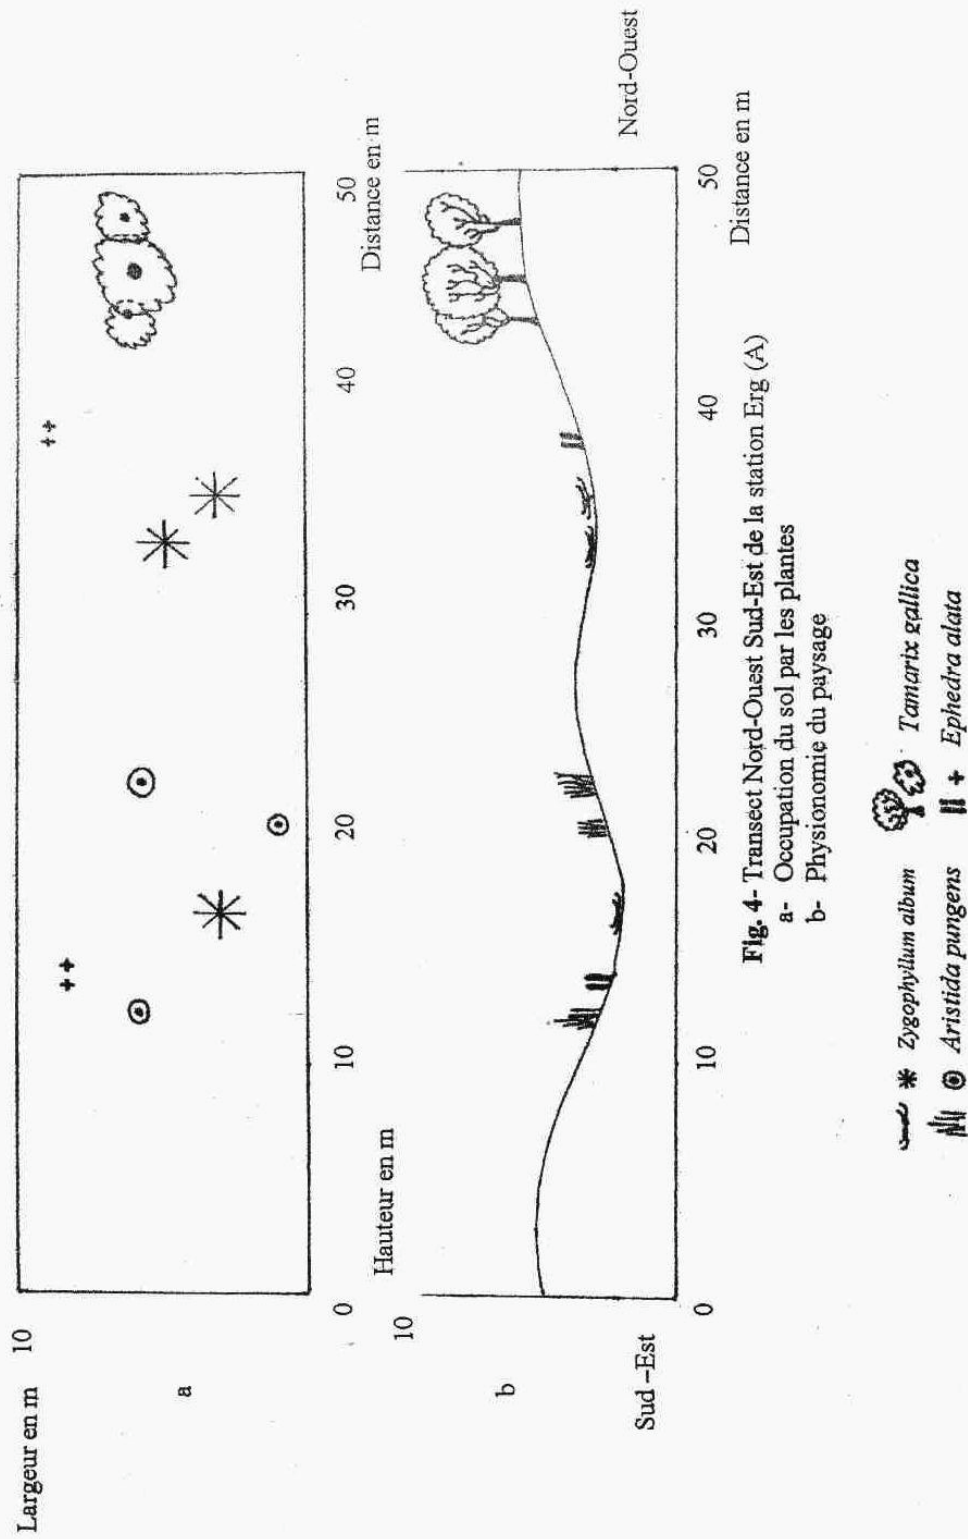 Largeur en m
10
a
0
10
20
30
40
50
Distance en m
Hauteur en m
10
b
Sud –Est
Nord-Ouest
0
10
20
30
40
50
Distance en m
Fig. 4- Transect Nord-Ouest Sud-Est de la station Erg (A)
a- Occupation du sol par les plantes
b- Physionomie du paysage
Zygophyllum album
Tamarix gallica
Aristida pungens
Ephedra alata